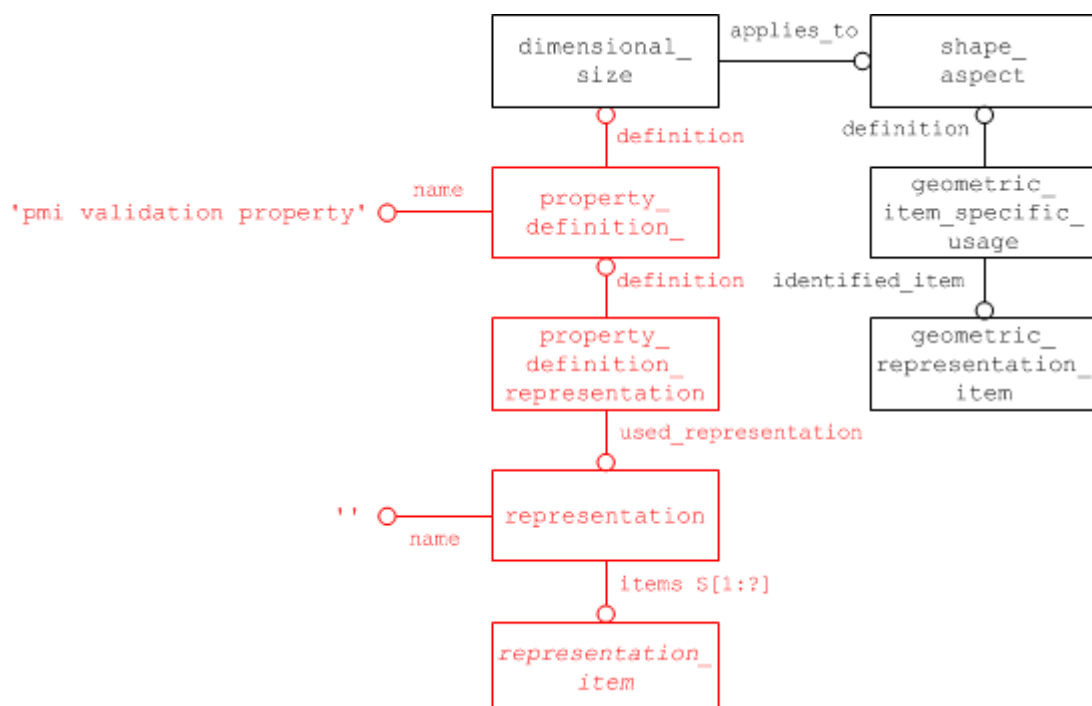 dimensional_
size
applies_to
shape_
aspect
definition
definition
'pmi validation property'
name
property_
definition_
geometric_
item_specific_
usage
definition
identified_item
property_
definition_
representation
geometric_
representation_
item
used_representation
''
name
representation
items S[1:?]
representation_
item